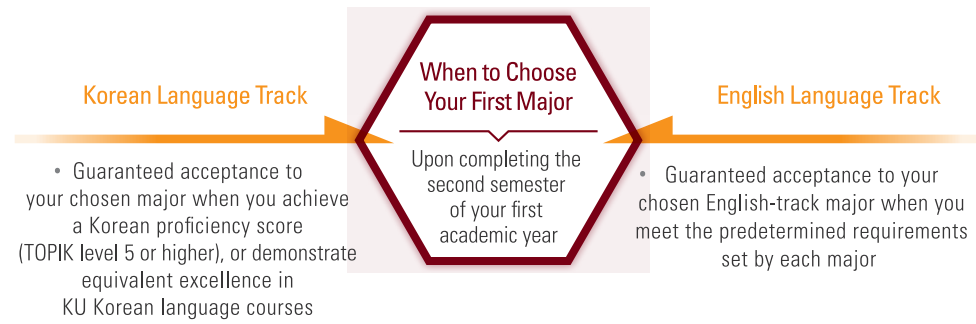 Korean Language Track
• Guaranteed acceptance to
your chosen major when you achieve
a Korean proficiency score
(TOPIK level 5 or higher), or demonstrate
equivalent excellence in
KU Korean language courses
When to Choose
Your First Major
Upon completing the
second semester
of your first
academic year
English Language Track
• Guaranteed acceptance to your
chosen English-track major when you
meet the predetermined requirements
set by each major